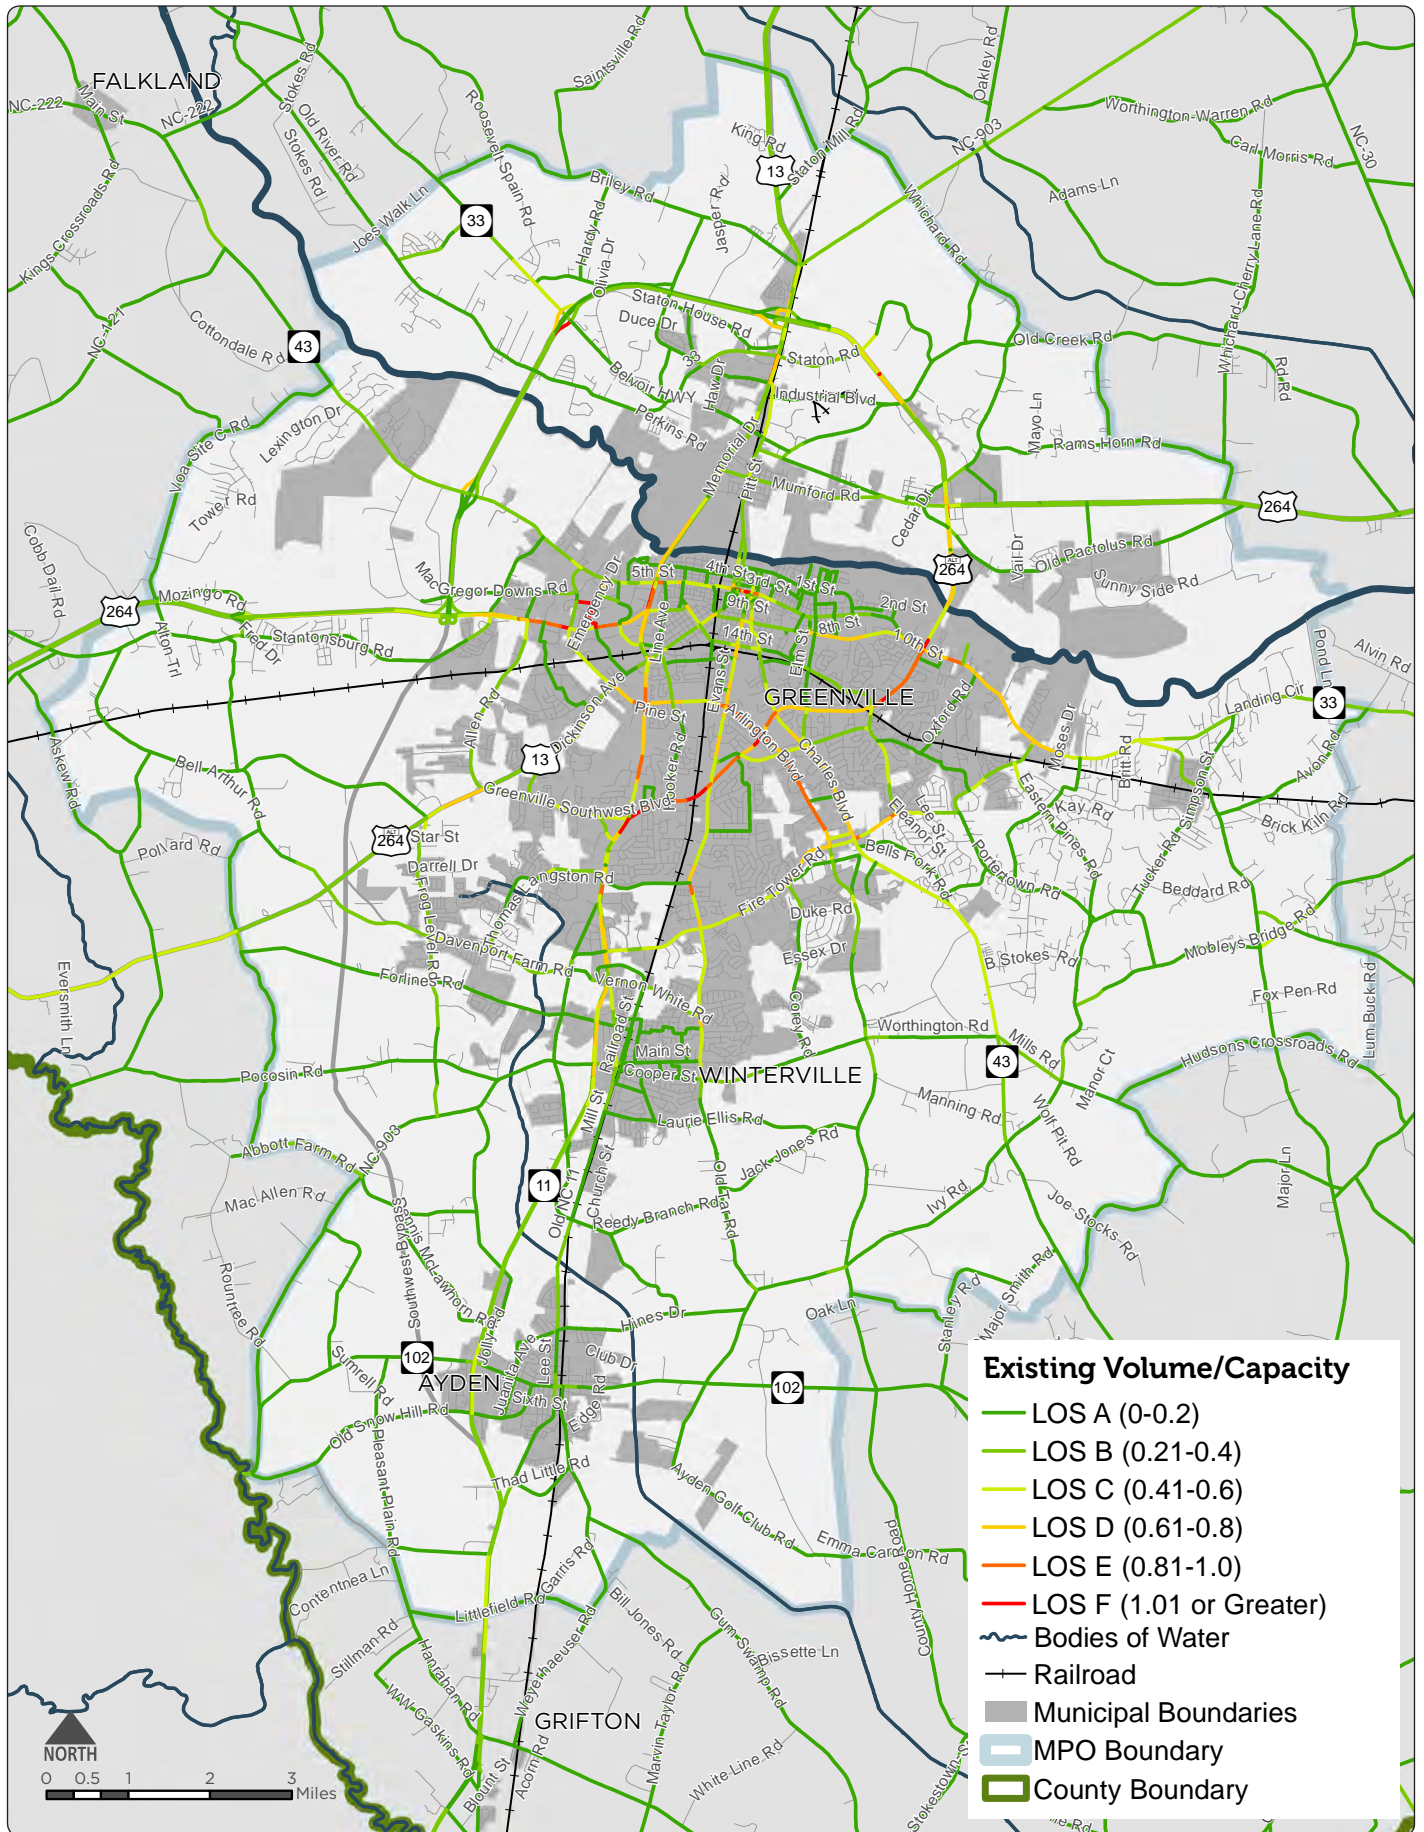 FALKLAND
NC-222
Main St
NC-222
Stokes Rd
Old River Rd
Stokes Rd
Roosevelt-Spain Rd
Saintsville Rd
Oakley Rd
Worthington-Warren Rd
Carl Morris Rd
NC-30
NC-903
King Rd
Staton Mill Rd
13
Kings Crossroads Rd
Joes Walk Ln
33
Briley Rd
Hardy Rd
Olivia Dr
Jasper Rd
Whichard Rd
Adams Ln
Whichard-Cherry Lane Rd
NC-121
Cottondale Rd
43
Staton House Rd
Duce Dr
33
Staton Rd
Old Creek Rd
Rd Rd
Belvoir HWY
Haw Dr
Industrial Blvd
Perkins Rd
Lexington Dr
Voa Site C Rd
Tower Rd
Memorial Dr
Pitt St
Mumford Rd
Mayo Ln
Rams Horn Rd
264
Cedar Dr
Cobb-Dail Rd
Vail Dr
Old Pactolus Rd
ALT
264
Sunny Side Rd
MacGregor Downs Rd
Emergency Dr
5th St
4th St
3rd St
1st St
2nd St
9th St
8th St
10th St
14th St
264
Mozingo Rd
Fred Dr
Stantonsburg Rd
Alton Trl
Line Ave
Evans St
Elm St
GREENVILLE
Pond Ln
Alvin Rd
Landing Cir
33
Allen Rd
Dickinson Ave
Pine St
Arlington Blvd
Oxford Rd
Moses Dr
Britt Rd
Simpson St
Avon Rd
Askew Rd
Bell Arthur Rd
13
Hooker Rd
Charles Blvd
Greenville Southwest Blvd
Eleanor St
Lee St
Eastern Pines Rd
Kay Rd
Brick Kiln Rd
ALT
264
Star St
Darrell Dr
Bells Fork Rd
Portertown Rd
Tucker Rd
Beddard Rd
Langston Rd
Thomas
Fire Tower Rd
Duke Rd
Frog Level Rd
Davenport Farm Rd
Essex Dr
B Stokes Rd
Mobleys Bridge Rd
Forlines Rd
Vernon White Rd
Corey Rd
Fox Pen Rd
Lum Buck Rd
Eversmith Ln
Railroad St
Worthington Rd
Main St
Cooper St
WINTERVILLE
43
Mills Rd
Hudsons Crossroads Rd
Pocosin Rd
Mill St
Laurie Ellis Rd
Manning Rd
Manor Ct
Wolf Pit Rd
Abbott Farm Rd
NC-903
Jack Jones Rd
Mac Allen Rd
11
Old NC 11
Church St
Old Tar Rd
Reedy Branch Rd
Ivy Rd
Joe Stocks Rd
Major Ln
Southwest Bypass
Dennis McLawhorn Rd
Rountree Rd
Jolly Rd
Hines Dr
Oak Ln
Stanley Rd
Major Smith Rd
102
AYDEN
Juanita Ave
Lee St
Club Dr
Sumrell Rd
Sixth St
Edge Rd
102
Old Snow Hill Rd
Pleasant Plain Rd
Thad Little Rd
Ayden Golf Club Rd
Emma Cannon Rd
County Home Road
Contentnea Ln
Littlefield Rd
Garris Rd
Bill Jones Rd
Stillman Rd
Hanrahan Rd
Weyerhaeuser Rd
Gum Swamp Rd
Bissette Ln
W W Gaskins Rd
GRIFTON
Marvin Taylor Rd
White Line Rd
Blount St
Acorn Rd
Existing Volume/Capacity
LOS A (0-0.2)
LOS B (0.21-0.4)
LOS C (0.41-0.6)
LOS D (0.61-0.8)
LOS E (0.81-1.0)
LOS F (1.01 or Greater)
Bodies of Water
Railroad
Municipal Boundaries
MPO Boundary
County Boundary
NORTH
0 0.5 1 2 3
Miles